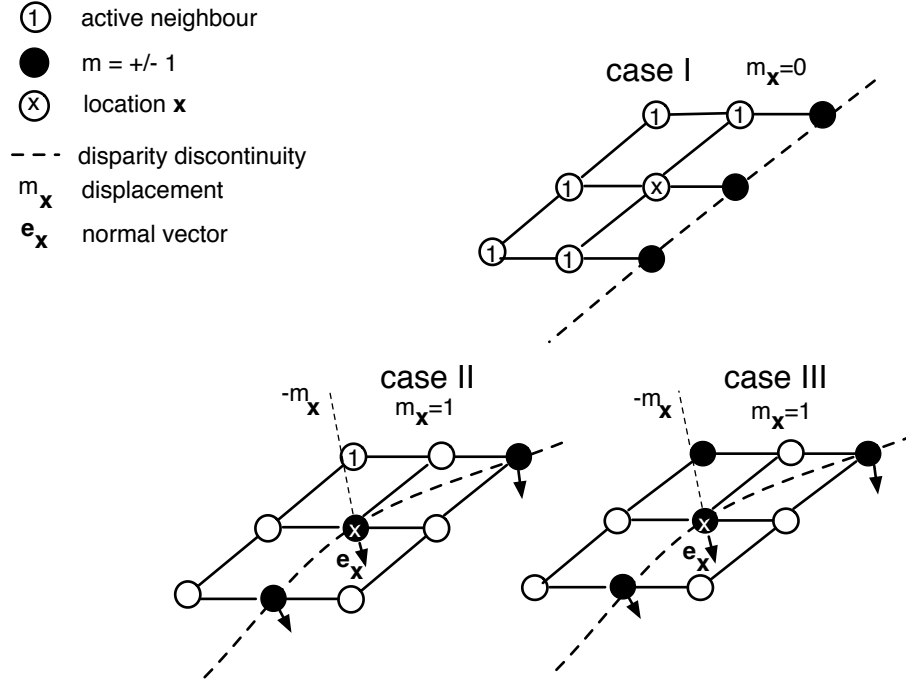 1 active neighbour
m = +/- 1
x location x
disparity discontinuity
m x displacement
e x normal vector
case I m x =0
1 1
1 x
1 1
case II
-m x m x =1
1
x
e x
case III
-m x m x =1
x
e x